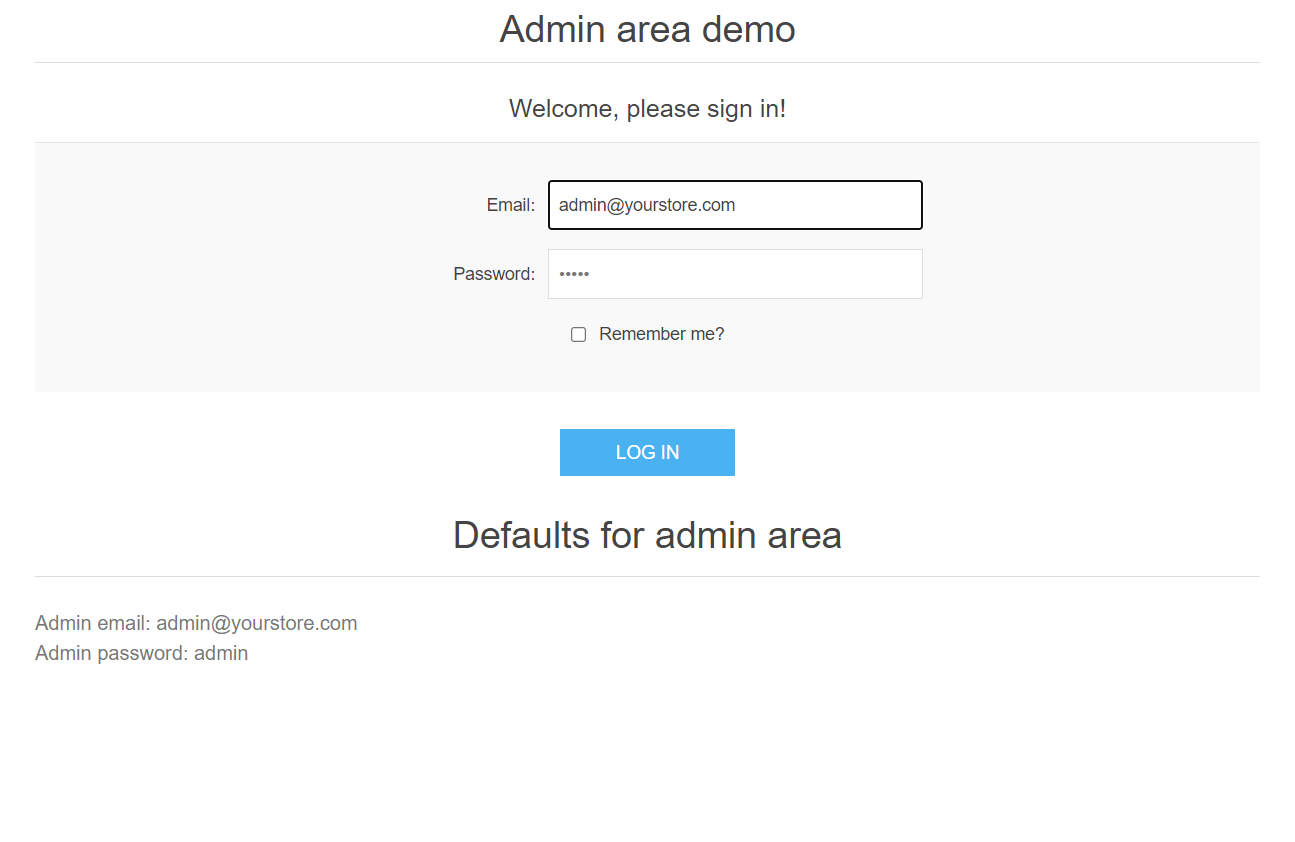 Admin area demo
Welcome, please sign in!
Email: admin@yourstore.com
Password: •••••
Remember me?
LOG IN
Defaults for admin area
Admin email: admin@yourstore.com
Admin password: admin